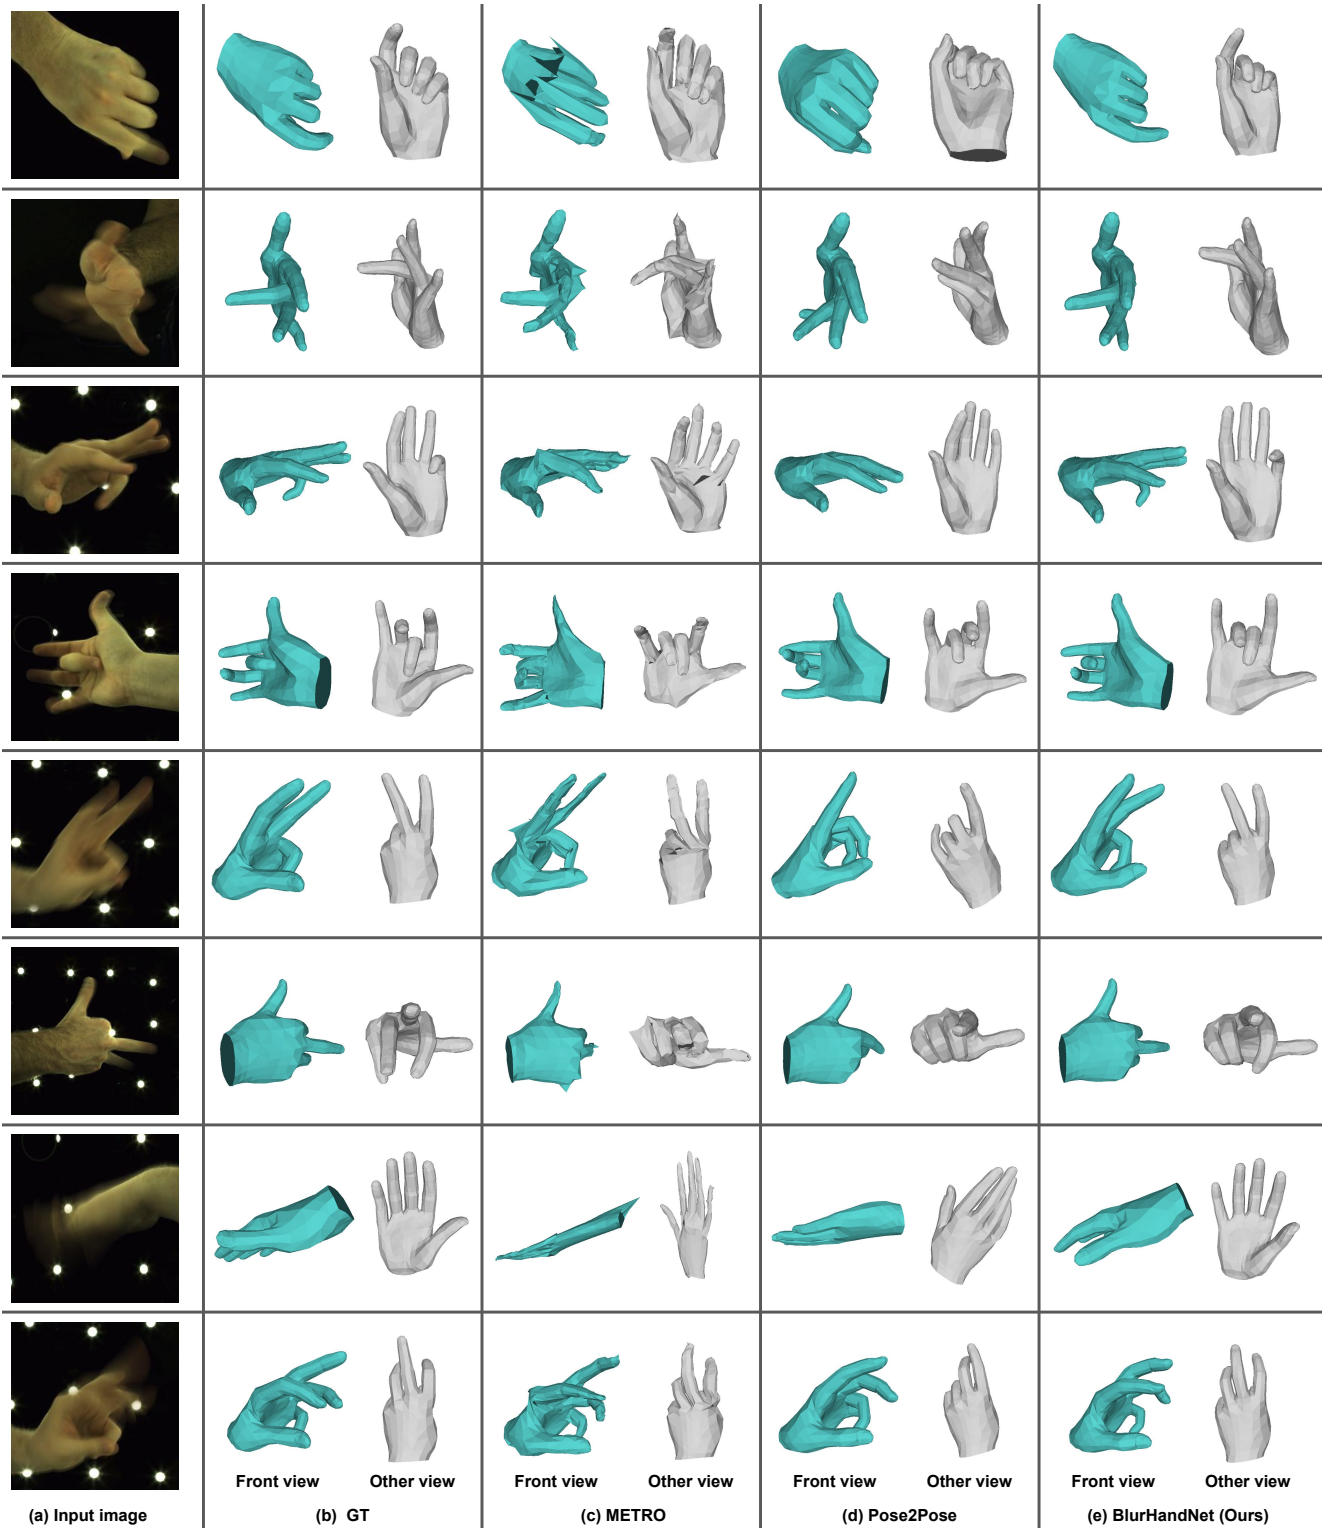 Front view Other view Front view Other view Front view Other view Front view Other view
(a) Input image (b) GT (c) METRO (d) Pose2Pose (e) BlurHandNet (Ours)